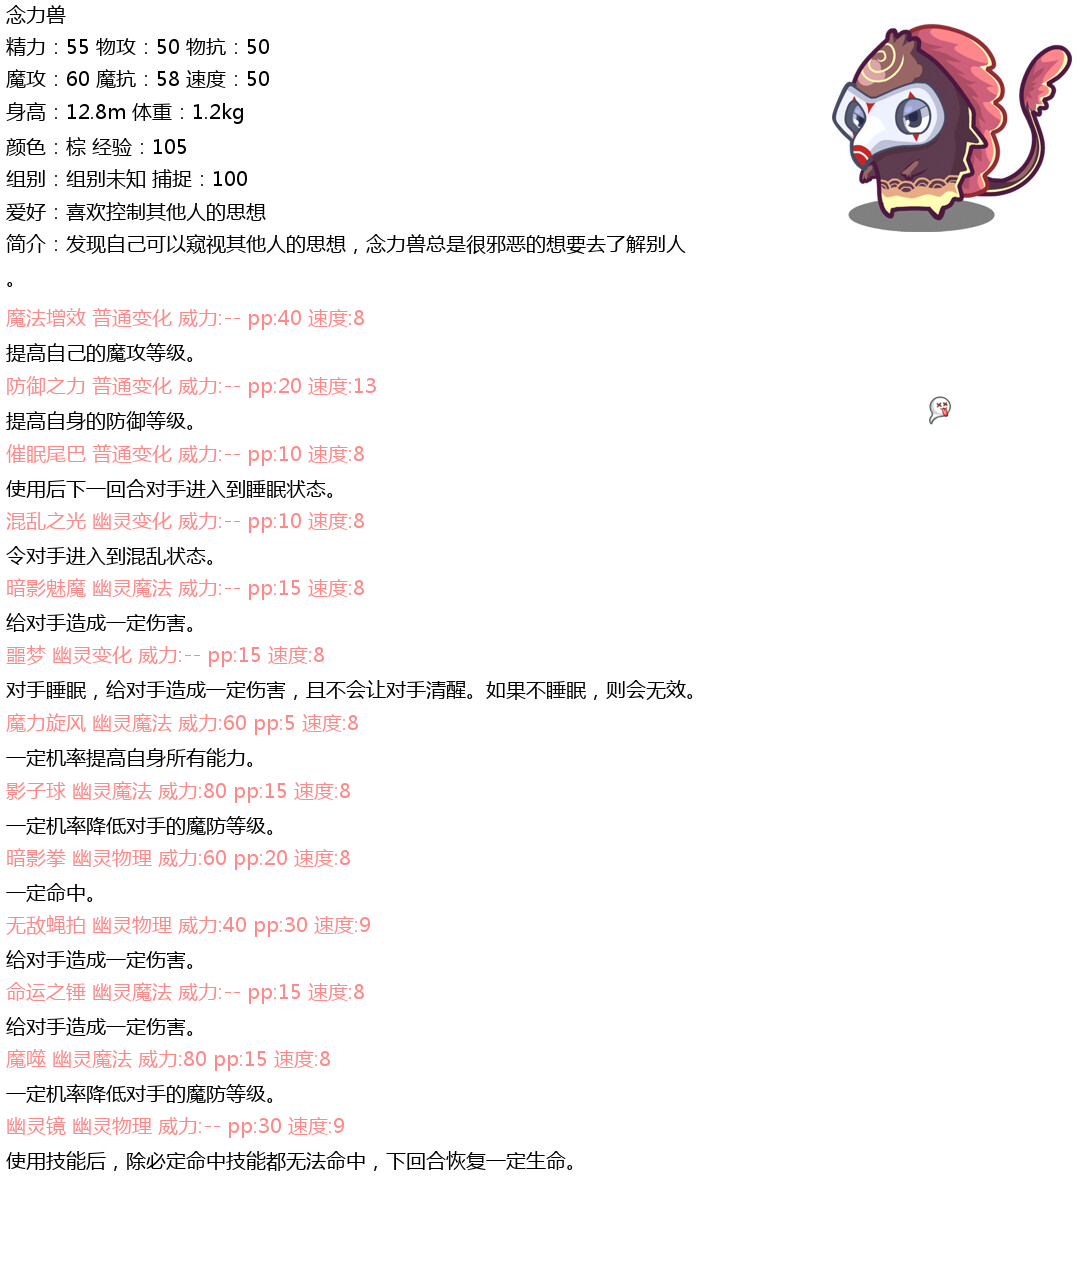 念力兽
精力：55 物攻：50 物抗：50
魔攻：60 魔抗：58 速度：50
身高：12.8m 体重：1.2kg
颜色：棕 经验：105
组别：组别未知 捕捉：100
爱好：喜欢控制其他人的思想
简介：发现自己可以窥视其他人的思想，念力兽总是很邪恶的想要去了解别人
。
魔法增效 普通变化 威力:-- pp:40 速度:8
提高自己的魔攻等级。
防御之力 普通变化 威力:-- pp:20 速度:13
提高自身的防御等级。
催眠尾巴 普通变化 威力:-- pp:10 速度:8
使用后下一回合对手进入到睡眠状态。
混乱之光 幽灵变化 威力:-- pp:10 速度:8
令对手进入到混乱状态。
暗影魅魔 幽灵魔法 威力:-- pp:15 速度:8
给对手造成一定伤害。
噩梦 幽灵变化 威力:-- pp:15 速度:8
对手睡眠，给对手造成一定伤害，且不会让对手清醒。如果不睡眠，则会无效。
魔力旋风 幽灵魔法 威力:60 pp:5 速度:8
一定机率提高自身所有能力。
影子球 幽灵魔法 威力:80 pp:15 速度:8
一定机率降低对手的魔防等级。
暗影拳 幽灵物理 威力:60 pp:20 速度:8
一定命中。
无敌蝇拍 幽灵物理 威力:40 pp:30 速度:9
给对手造成一定伤害。
命运之锤 幽灵魔法 威力:-- pp:15 速度:8
给对手造成一定伤害。
魔噬 幽灵魔法 威力:80 pp:15 速度:8
一定机率降低对手的魔防等级。
幽灵镜 幽灵物理 威力:-- pp:30 速度:9
使用技能后，除必定命中技能都无法命中，下回合恢复一定生命。